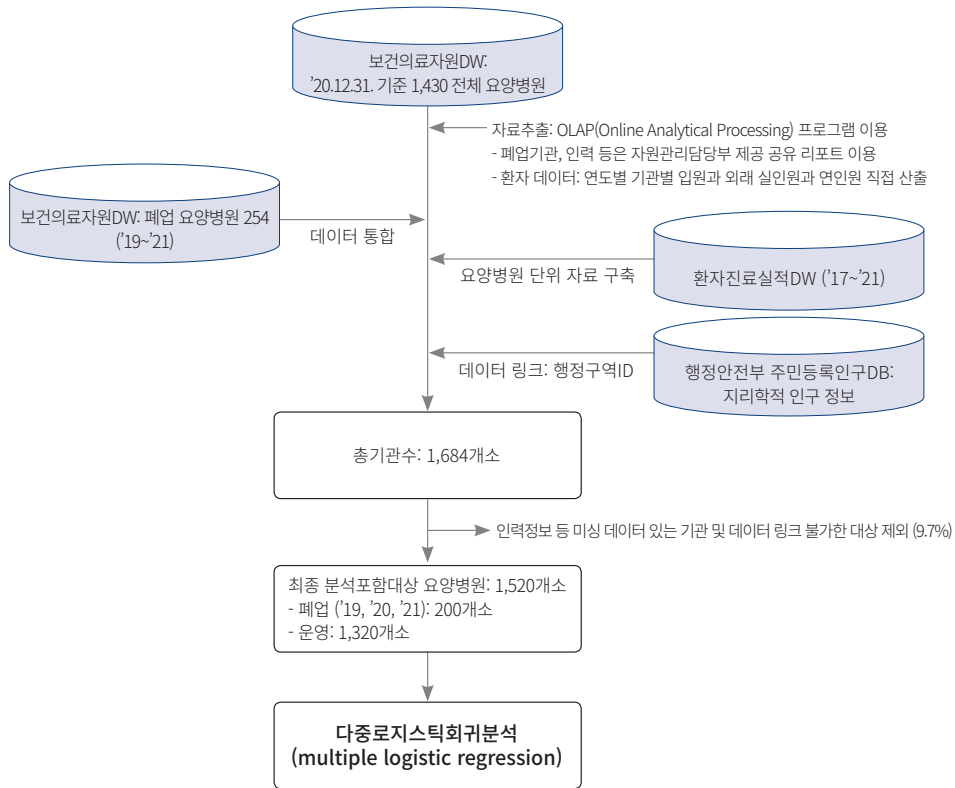 보건의료자원DW:
’20.12.31. 기준 1,430 전체 요양병원
자료추출: OLAP(Online Analytical Processing) 프로그램 이용
- 폐업기관, 인력 등은 자원관리담당부 제공 공유 리포트 이용
- 환자 데이터: 연도별 기관별 입원과 외래 실인원과 연인원 직접 산출
보건의료자원DW: 폐업 요양병원 254
(’19~’21)
데이터 통합
요양병원 단위 자료 구축
환자진료실적DW (’17~’21)
데이터 링크: 행정구역ID
행정안전부 주민등록인구DB:
지리학적 인구 정보
총기관수: 1,684개소
인력정보 등 미싱 데이터 있는 기관 및 데이터 링크 불가한 대상 제외 (9.7%)
최종 분석포함대상 요양병원: 1,520개소
- 폐업 (’19, ’20, ’21): 200개소
- 운영: 1,320개소
다중로지스틱회귀분석
(multiple logistic regression)